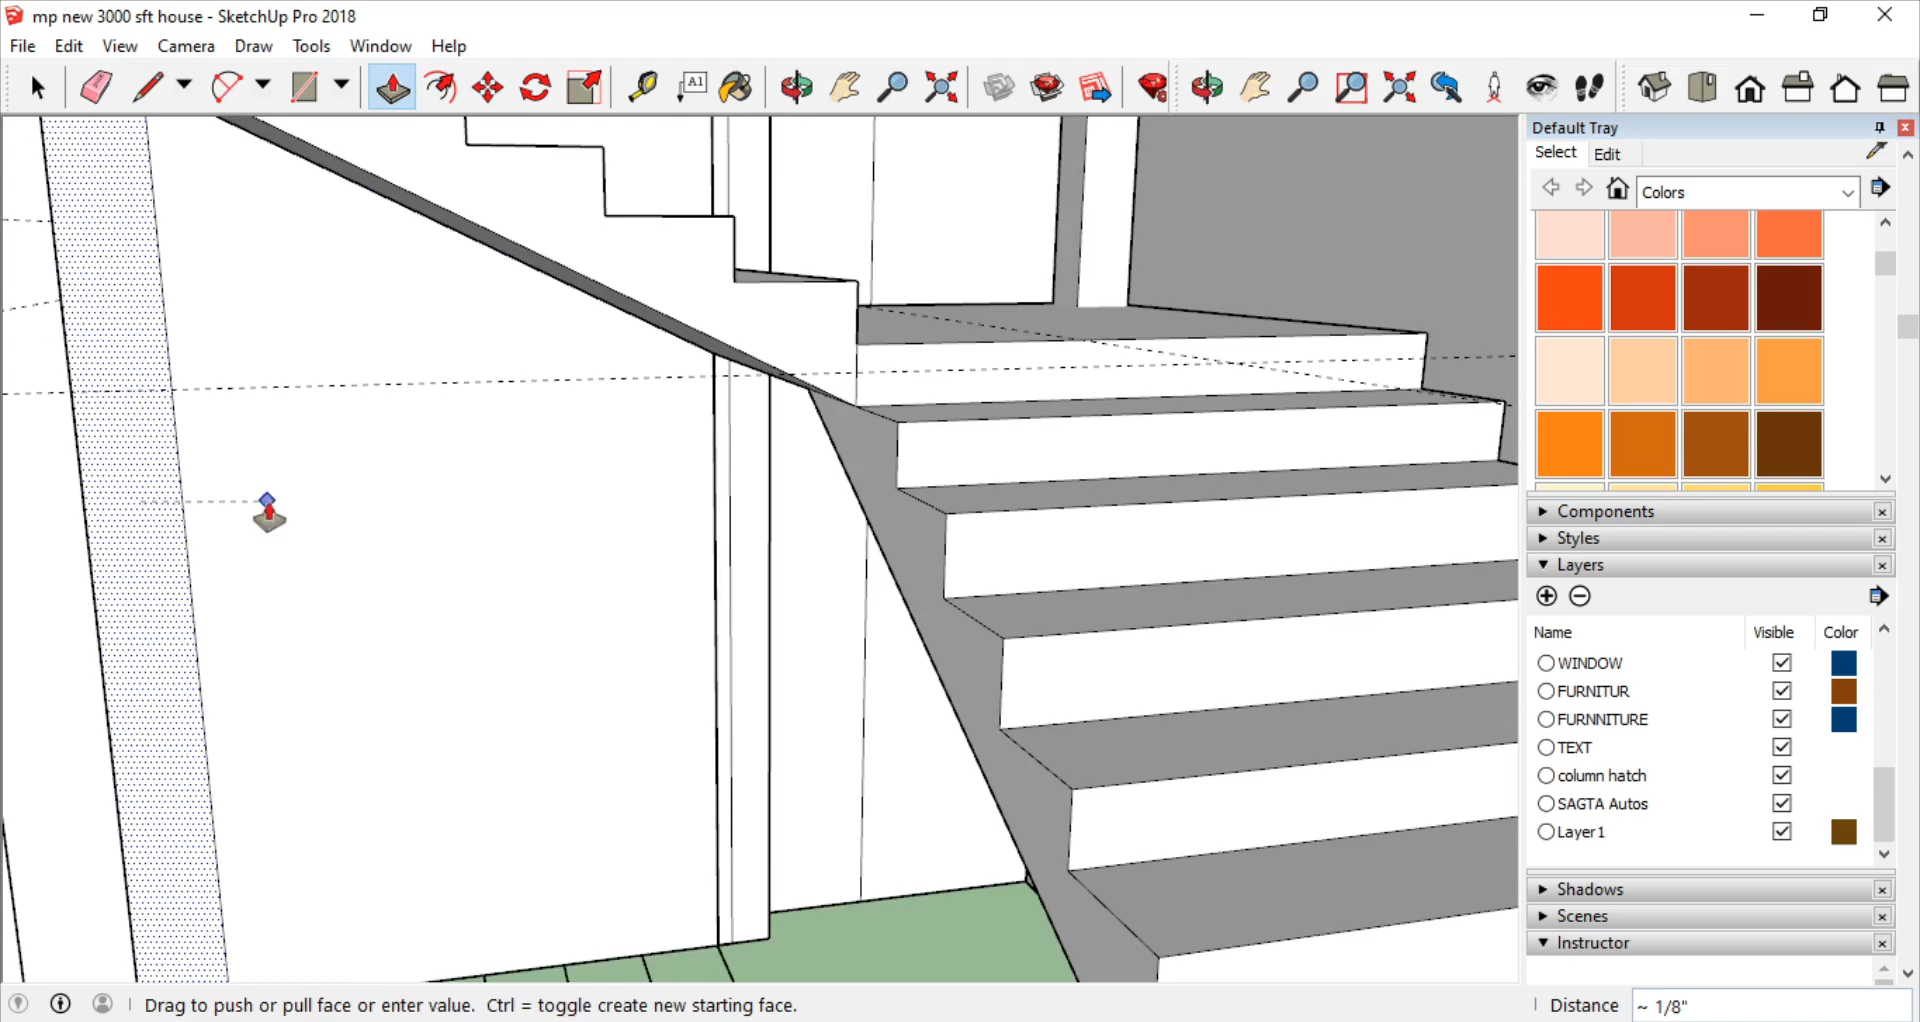 mp new 3000 sft house - SketchUp Pro 2018
File Edit View Camera Draw Tools Window Help
A1
Default Tray
Select Edit
Colors
Components
Styles
Layers
Name Visible Color
WINDOW
FURNITUR
FURNNITURE
TEXT
column hatch
SAGTA Autos
Layer1
Shadows
Scenes
Instructor
Drag to push or pull face or enter value. Ctrl = toggle create new starting face.
Distance ~ 1/8"